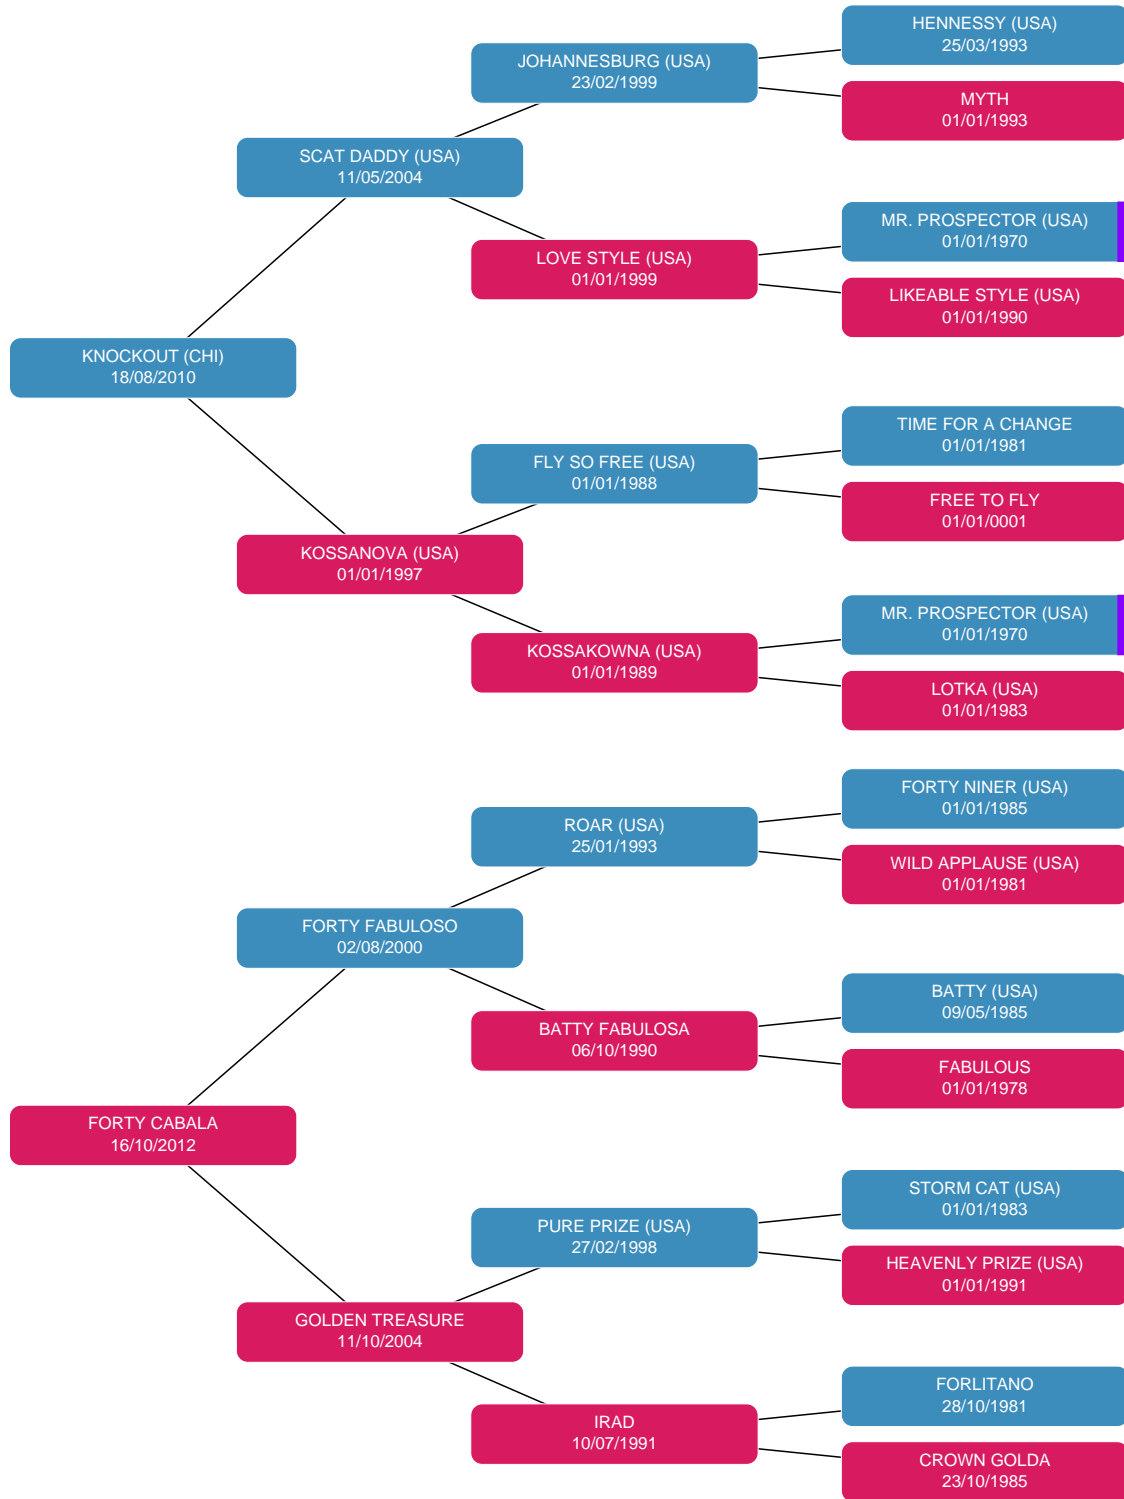 HENNESSY (USA)
25/03/1993
JOHANNESBURG (USA)
23/02/1999
MYTH
01/01/1993
SCAT DADDY (USA)
11/05/2004
MR. PROSPECTOR (USA)
01/01/1970
LOVE STYLE (USA)
01/01/1999
LIKEABLE STYLE (USA)
01/01/1990
KNOCKOUT (CHI)
18/08/2010
TIME FOR A CHANGE
01/01/1981
FLY SO FREE (USA)
01/01/1988
FREE TO FLY
01/01/0001
KOSSANOVA (USA)
01/01/1997
MR. PROSPECTOR (USA)
01/01/1970
KOSSAKOWNA (USA)
01/01/1989
LOTKA (USA)
01/01/1983
FORTY NINER (USA)
01/01/1985
ROAR (USA)
25/01/1993
WILD APPLAUSE (USA)
01/01/1981
FORTY FABULOSO
02/08/2000
BATTY (USA)
09/05/1985
BATTY FABULOSA
06/10/1990
FABULOUS
01/01/1978
FORTY CABALA
16/10/2012
STORM CAT (USA)
01/01/1983
PURE PRIZE (USA)
27/02/1998
HEAVENLY PRIZE (USA)
01/01/1991
GOLDEN TREASURE
11/10/2004
FORLITANO
28/10/1981
IRAD
10/07/1991
CROWN GOLDA
23/10/1985